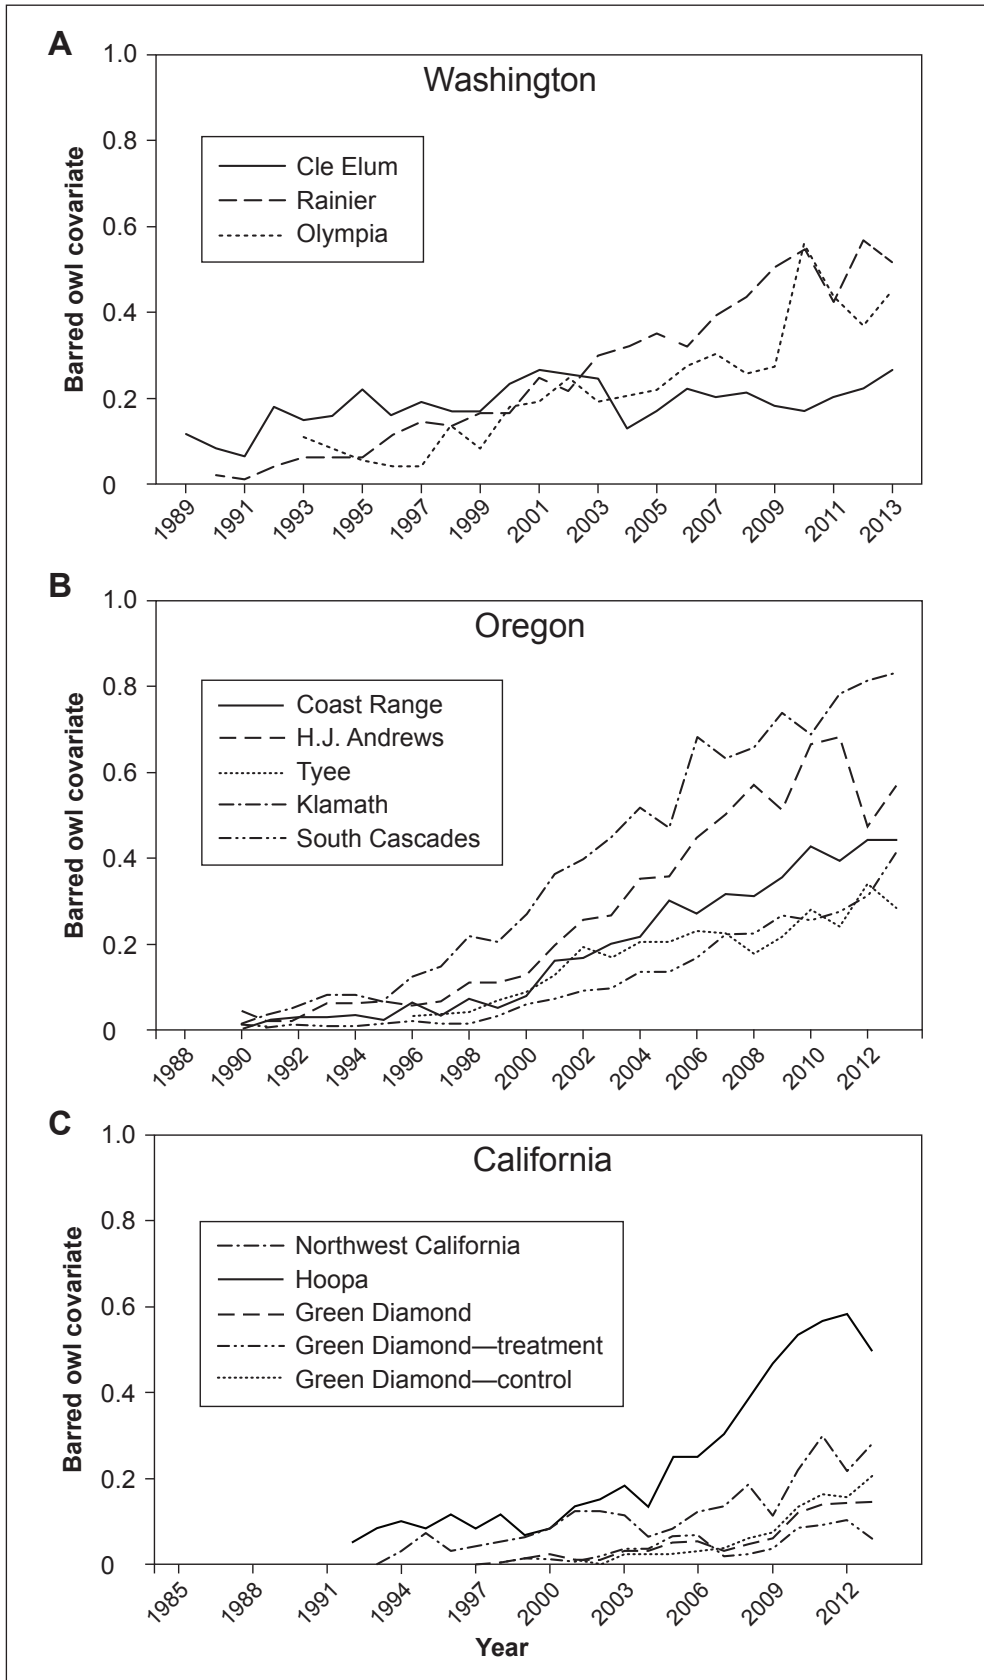 A
Washington
1.0
0.8
0.6
0.4
0.2
0
Barred owl covariate
Cle Elum
Rainier
Olympia
1989 1991 1993 1995 1997 1999 2001 2003 2005 2007 2009 2011 2013
B
Oregon
1.0
0.8
0.6
0.4
0.2
0
Barred owl covariate
Coast Range
H.J. Andrews
Tyee
Klamath
South Cascades
1988 1990 1992 1994 1996 1998 2000 2002 2004 2006 2008 2010 2012
C
California
1.0
0.8
0.6
0.4
0.2
0
Barred owl covariate
Northwest California
Hoopa
Green Diamond
Green Diamond—treatment
Green Diamond—control
1985 1988 1991 1994 1997 2000 2003 2006 2009 2012
Year